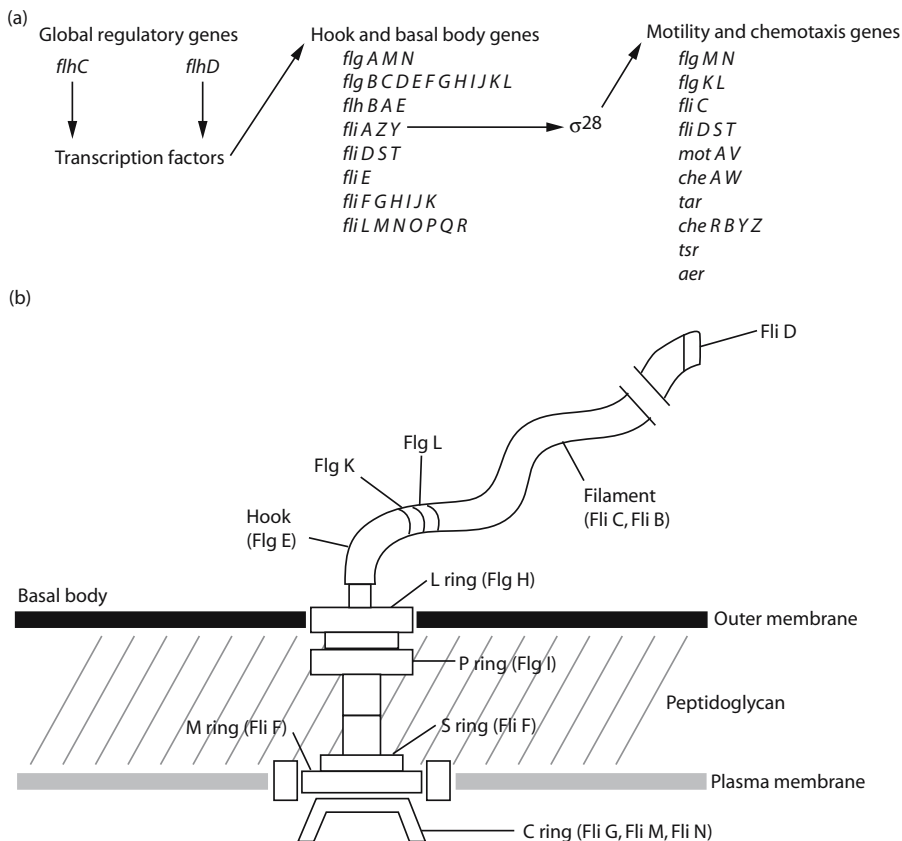 (a)
Global regulatory genes
flhC
flhD
Transcription factors
Hook and basal body genes
flg A M N
flg B C D E F G H I J K L
flh B A E
fli A Z Y
fli D S T
fli E
fli F G H I J K
fli L M N O P Q R
σ28
Motility and chemotaxis genes
flg M N
flg K L
fli C
fli D S T
mot A V
che A W
tar
che R B Y Z
tsr
aer
(b)
Fli D
Flg L
Flg K
Filament
(Fli C, Fli B)
Hook
(Flg E)
L ring (Flg H)
Basal body
Outer membrane
P ring (Flg I)
Peptidoglycan
M ring (Fli F)
S ring (Fli F)
Plasma membrane
C ring (Fli G, Fli M, Fli N)